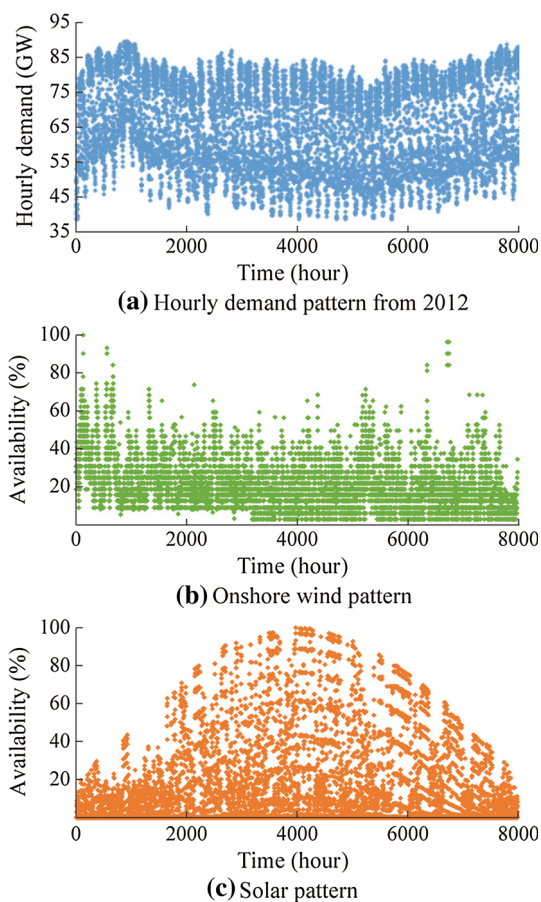 95
85
75
65
55
45
35
Hourly demand (GW)
0 2000 4000 6000 8000
Time (hour)
(a) Hourly demand pattern from 2012
100
80
60
40
20
Availability (%)
0 2000 4000 6000 8000
Time (hour)
(b) Onshore wind pattern
100
80
60
40
20
Availability (%)
0 2000 4000 6000 8000
Time (hour)
(c) Solar pattern